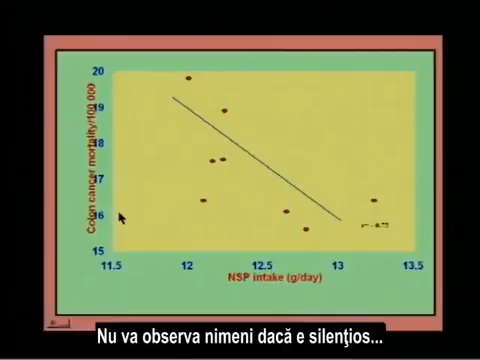 20
19
18
17
16
15
Colon cancer mortality/100 000
11.5 12 12.5 13 13.5
NSP intake (g/day)
Nu va observa nimeni dacă e silenţios...